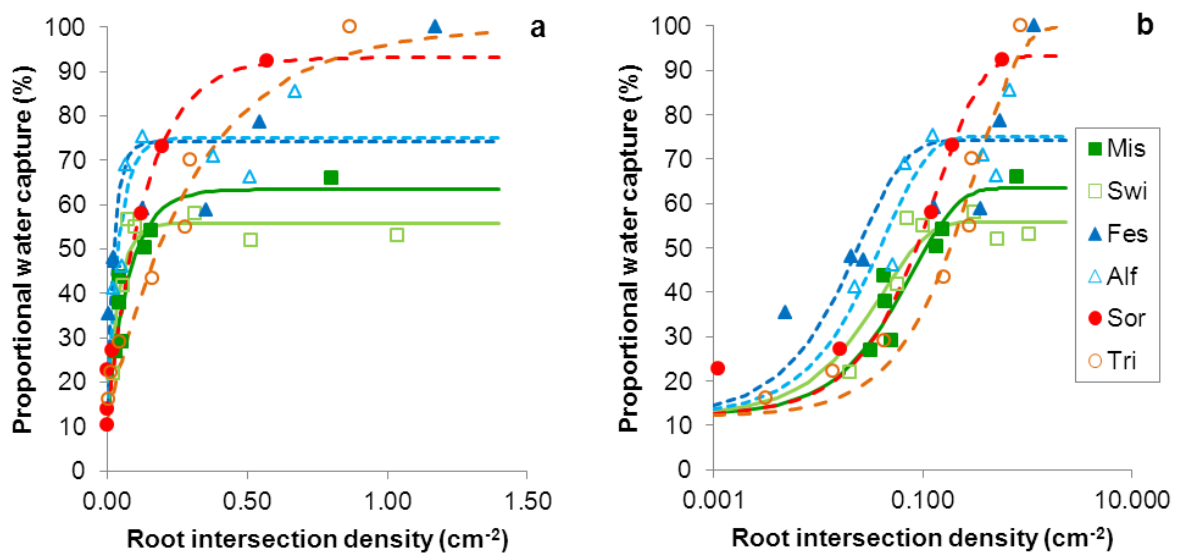 a
Proportional water capture (%)
100
90
80
70
60
50
40
30
20
10
0
0.00 0.50 1.00 1.50
Root intersection density (cm-2)
b
Proportional water capture (%)
100
90
80
70
60
50
40
30
20
10
0
0.001 0.100 10.000
Root intersection density (cm-2)
Mis
Swi
Fes
Alf
Sor
Tri